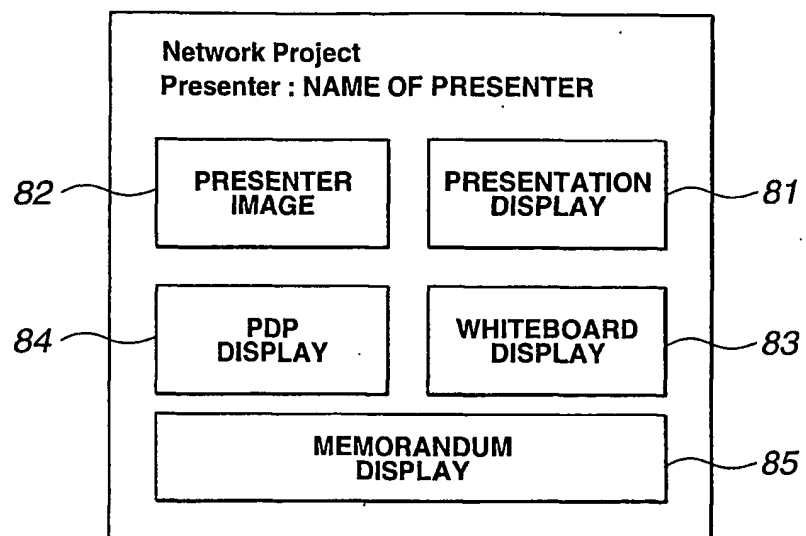 Network Project
Presenter : NAME OF PRESENTER
82
PRESENTER
IMAGE
PRESENTATION
DISPLAY
81
84
PDP
DISPLAY
WHITEBOARD
DISPLAY
83
MEMORANDUM
DISPLAY
85